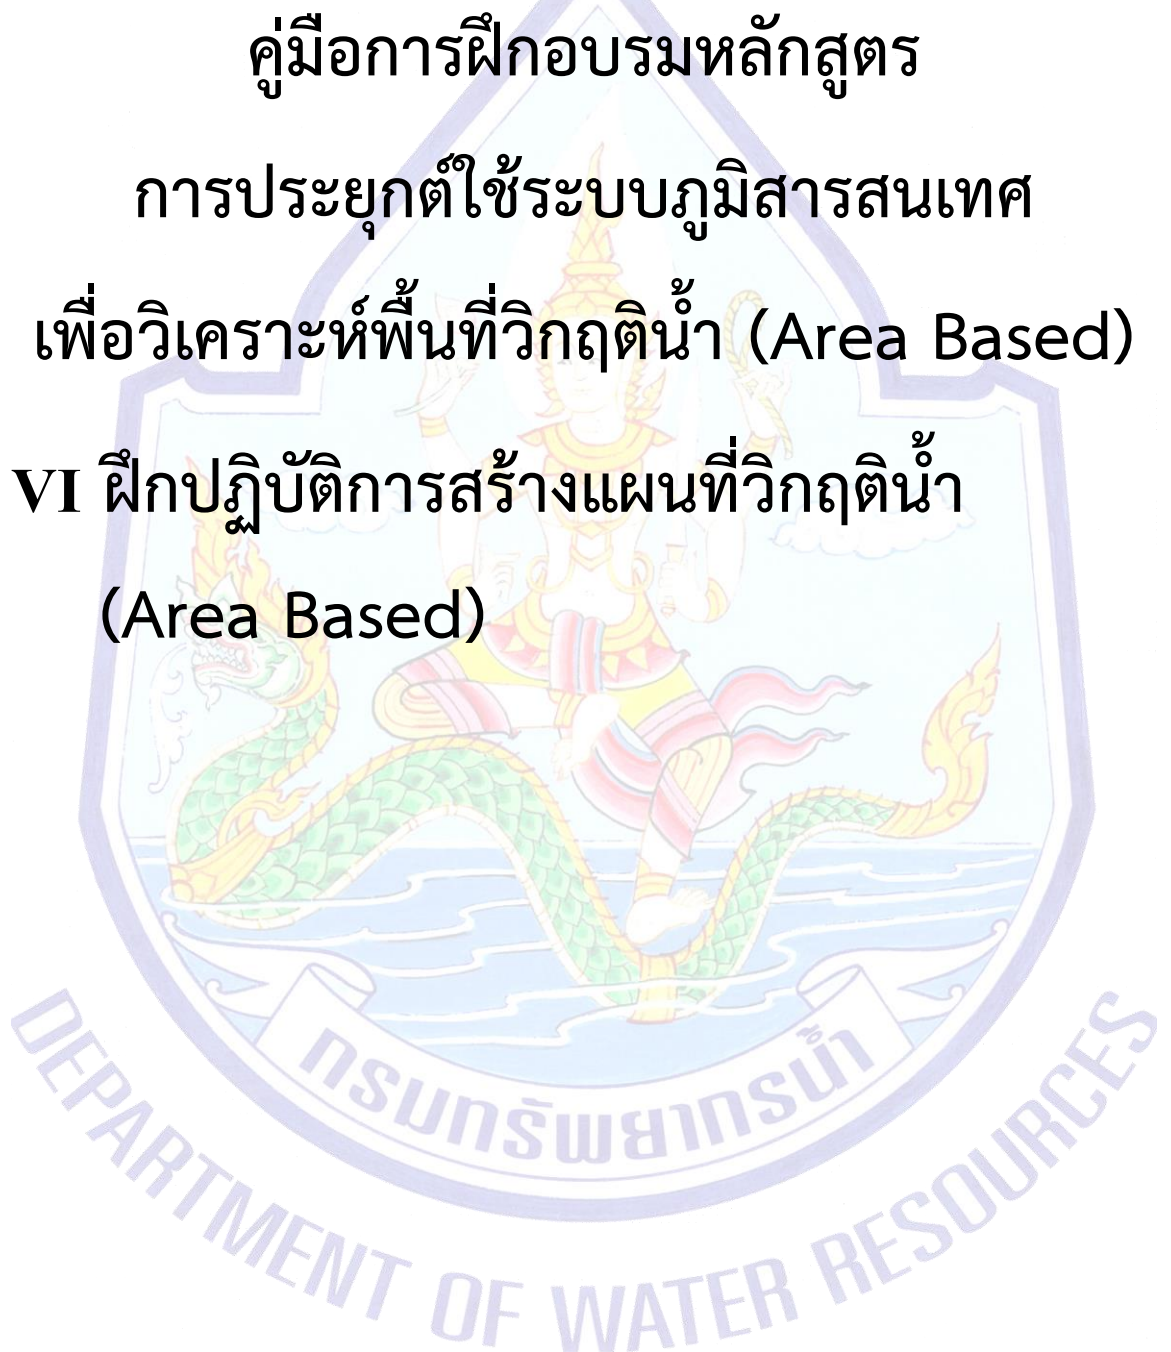 คู่มือการฝึกอบรมหลักสูตร
การประยุกต์ใช้ระบบภูมิสารสนเทศ
เพื่อวิเคราะห์พื้นที่วิกฤติน้ำ (Area Based)
VI ฝึกปฏิบัติการสร้างแผนที่วิกฤติน้ำ
(Area Based)
กรมทรัพยากรน้ำ
DEPARTMENT OF WATER RESOURCES